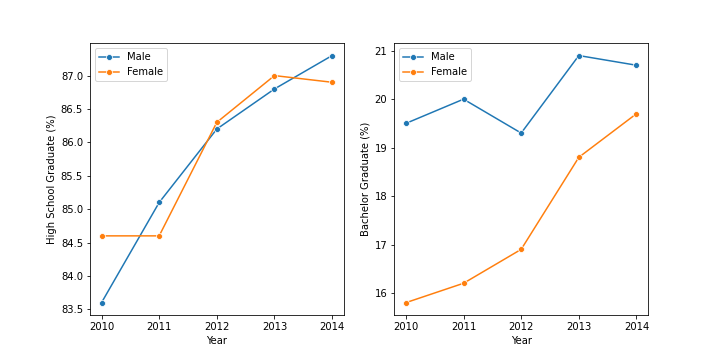 Male
Female
High School Graduate (%)
87.0
86.5
86.0
85.5
85.0
84.5
84.0
83.5
2010 2011 2012 2013 2014
Year
Male
Female
Bachelor Graduate (%)
21
20
19
18
17
16
2010 2011 2012 2013 2014
Year